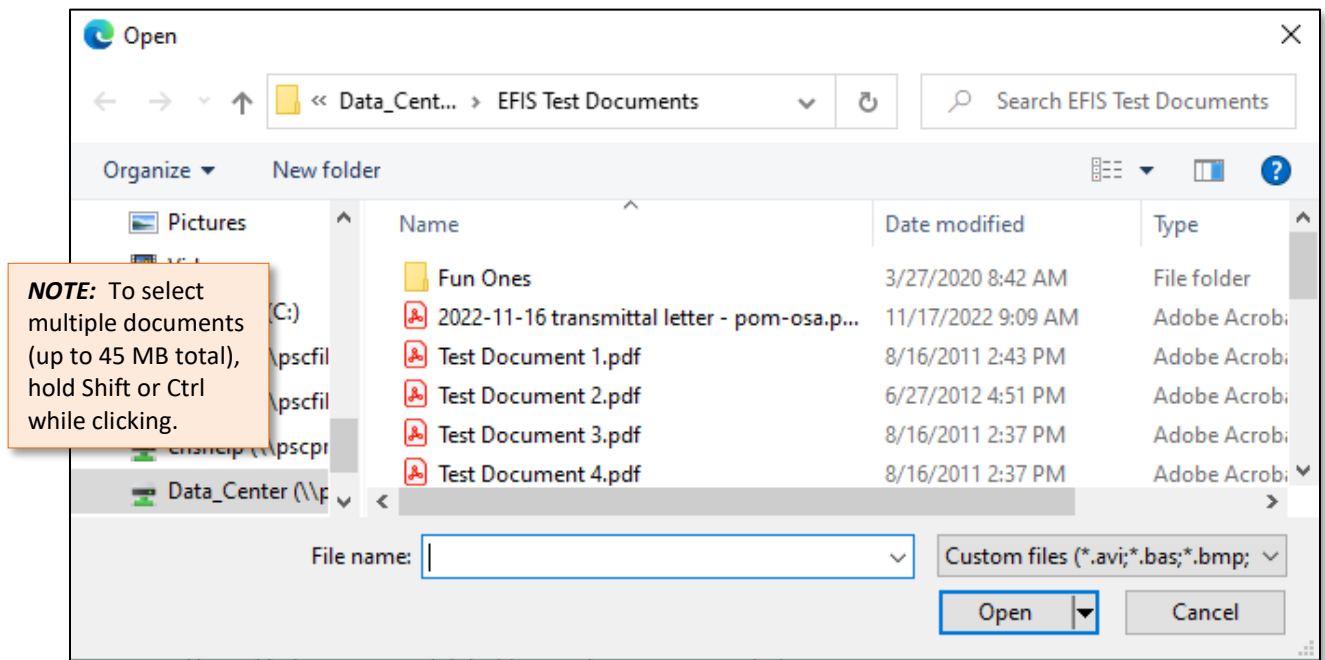 Open
« Data_Cent... > EFIS Test Documents
Search EFIS Test Documents
Organize
New folder
Pictures
Name
Date modified
Type
Fun Ones 3/27/2020 8:42 AM File folder
2022-11-16 transmittal letter - pom-osa.p... 11/17/2022 9:09 AM Adobe Acroba
Test Document 1.pdf 8/16/2011 2:43 PM Adobe Acroba
Test Document 2.pdf 6/27/2012 4:51 PM Adobe Acroba
Test Document 3.pdf 8/16/2011 2:37 PM Adobe Acroba
Test Document 4.pdf 8/16/2011 2:37 PM Adobe Acroba
NOTE: To select
multiple documents
(up to 45 MB total),
hold Shift or Ctrl
while clicking.
(C:)
\pscfil
\pscfil
(\\pscpr
Data_Center (\\p
File name:
Custom files (*.avi;*.bas;*.bmp;
Open
Cancel